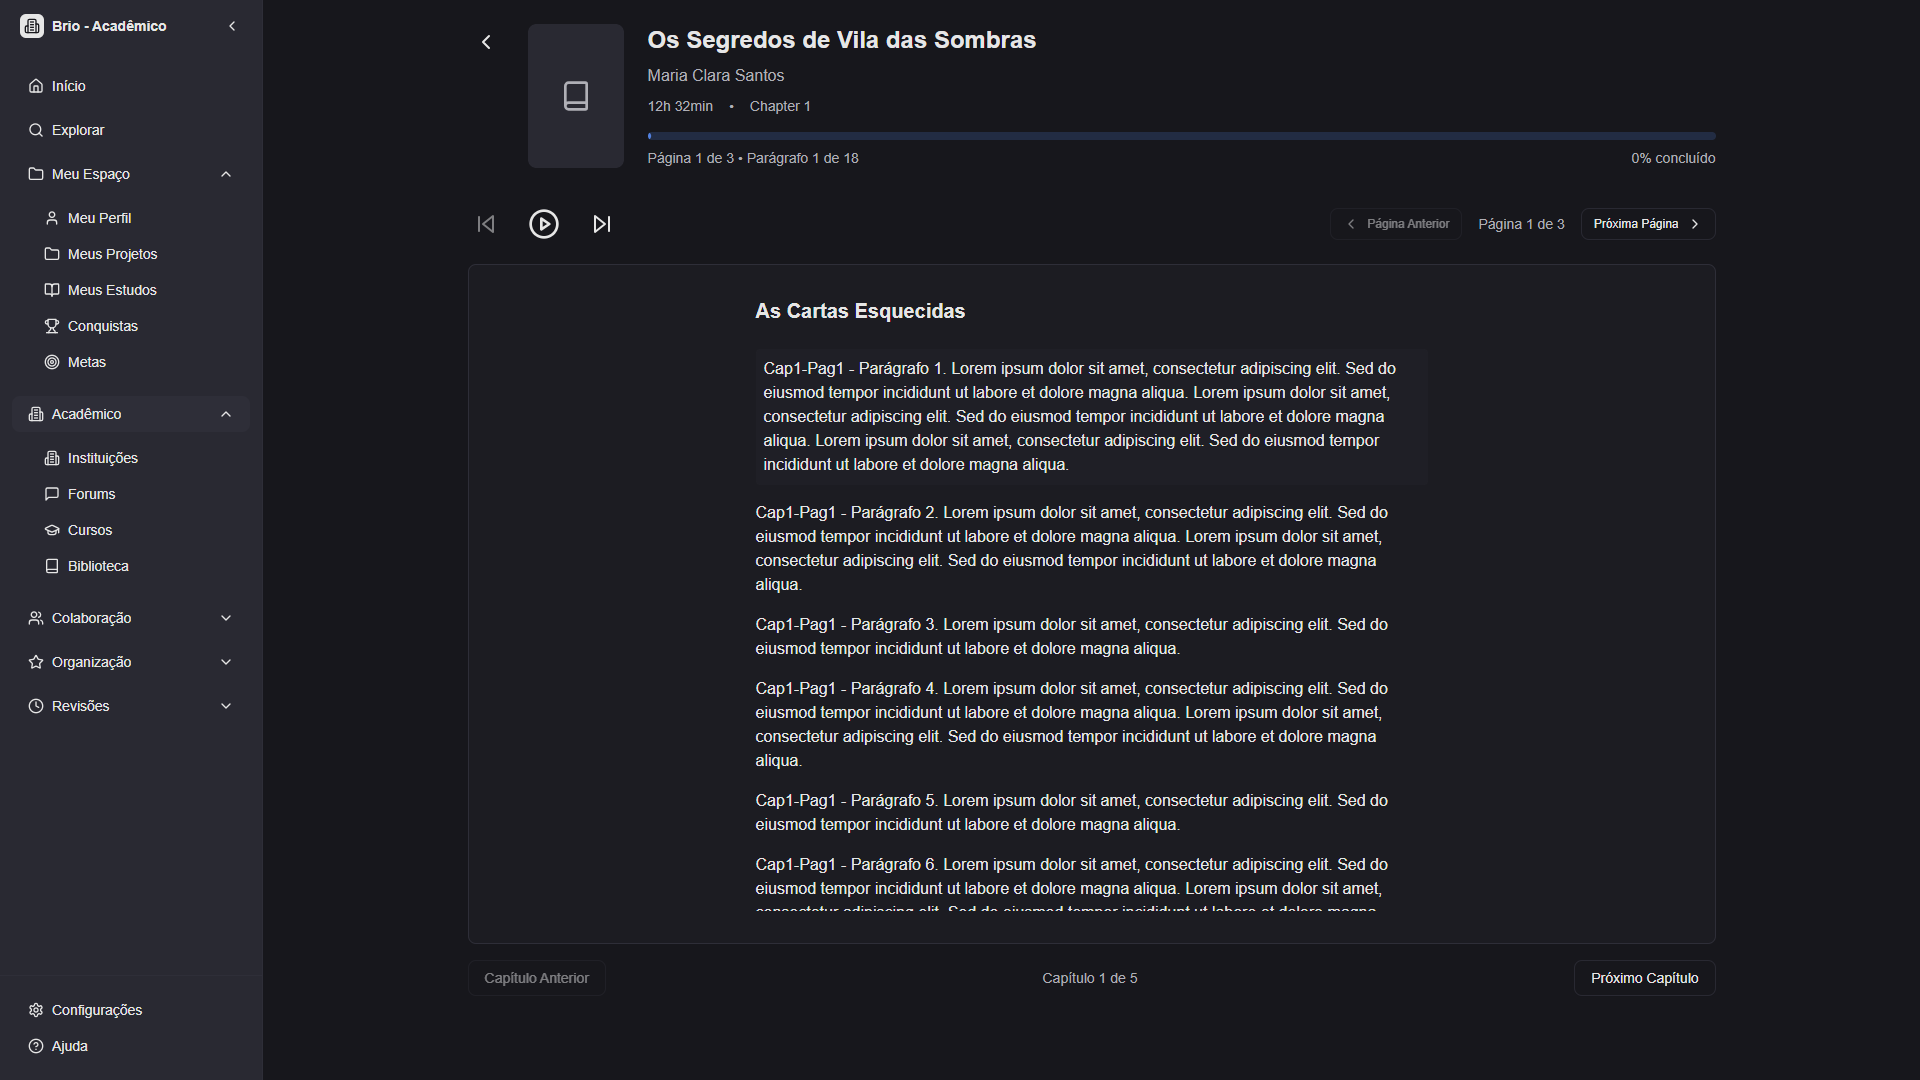 Brio - Acadêmico
Início
Explorar
Meu Espaço
Meu Perfil
Meus Projetos
Meus Estudos
Conquistas
Metas
Acadêmico
Instituições
Forums
Cursos
Biblioteca
Colaboração
Organização
Revisões
Configurações
Ajuda
Os Segredos de Vila das Sombras
Maria Clara Santos
12h 32min • Chapter 1
Página 1 de 3 • Parágrafo 1 de 18
0% concluído
Página Anterior
Página 1 de 3
Próxima Página
As Cartas Esquecidas
Cap1-Pag1 - Parágrafo 1. Lorem ipsum dolor sit amet, consectetur adipiscing elit. Sed do
eiusmod tempor incididunt ut labore et dolore magna aliqua. Lorem ipsum dolor sit amet,
consectetur adipiscing elit. Sed do eiusmod tempor incididunt ut labore et dolore magna
aliqua. Lorem ipsum dolor sit amet, consectetur adipiscing elit. Sed do eiusmod tempor
incididunt ut labore et dolore magna aliqua.
Cap1-Pag1 - Parágrafo 2. Lorem ipsum dolor sit amet, consectetur adipiscing elit. Sed do
eiusmod tempor incididunt ut labore et dolore magna aliqua. Lorem ipsum dolor sit amet,
consectetur adipiscing elit. Sed do eiusmod tempor incididunt ut labore et dolore magna
aliqua.
Cap1-Pag1 - Parágrafo 3. Lorem ipsum dolor sit amet, consectetur adipiscing elit. Sed do
eiusmod tempor incididunt ut labore et dolore magna aliqua.
Cap1-Pag1 - Parágrafo 4. Lorem ipsum dolor sit amet, consectetur adipiscing elit. Sed do
eiusmod tempor incididunt ut labore et dolore magna aliqua. Lorem ipsum dolor sit amet,
consectetur adipiscing elit. Sed do eiusmod tempor incididunt ut labore et dolore magna
aliqua.
Cap1-Pag1 - Parágrafo 5. Lorem ipsum dolor sit amet, consectetur adipiscing elit. Sed do
eiusmod tempor incididunt ut labore et dolore magna aliqua.
Cap1-Pag1 - Parágrafo 6. Lorem ipsum dolor sit amet, consectetur adipiscing elit. Sed do
eiusmod tempor incididunt ut labore et dolore magna aliqua. Lorem ipsum dolor sit amet,
consectetur adipiscing elit. Sed do eiusmod tempor incididunt ut labore et dolore magna
Capítulo Anterior
Capítulo 1 de 5
Próximo Capítulo